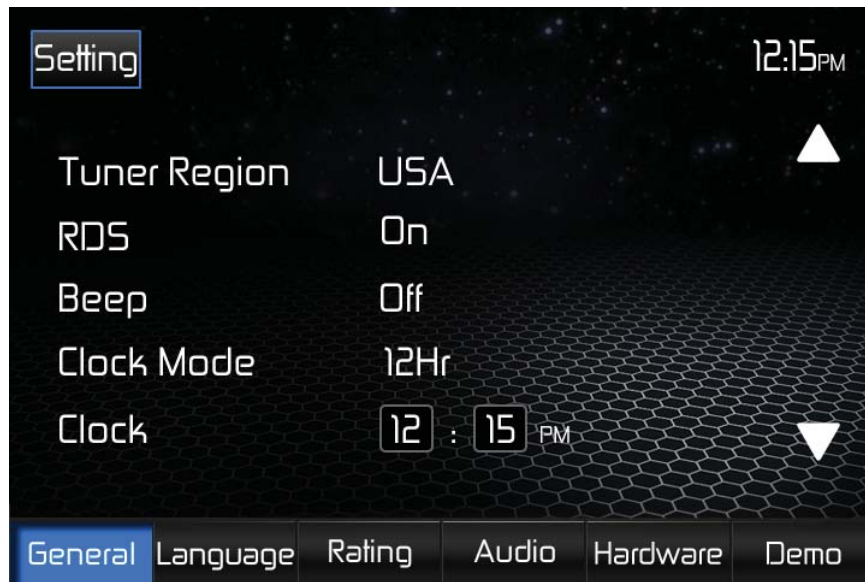 Setting
12:15PM
Tuner Region USA
RDS On
Beep Off
Clock Mode 12Hr
Clock 12 : 15 PM
General Language Rating Audio Hardware Demo